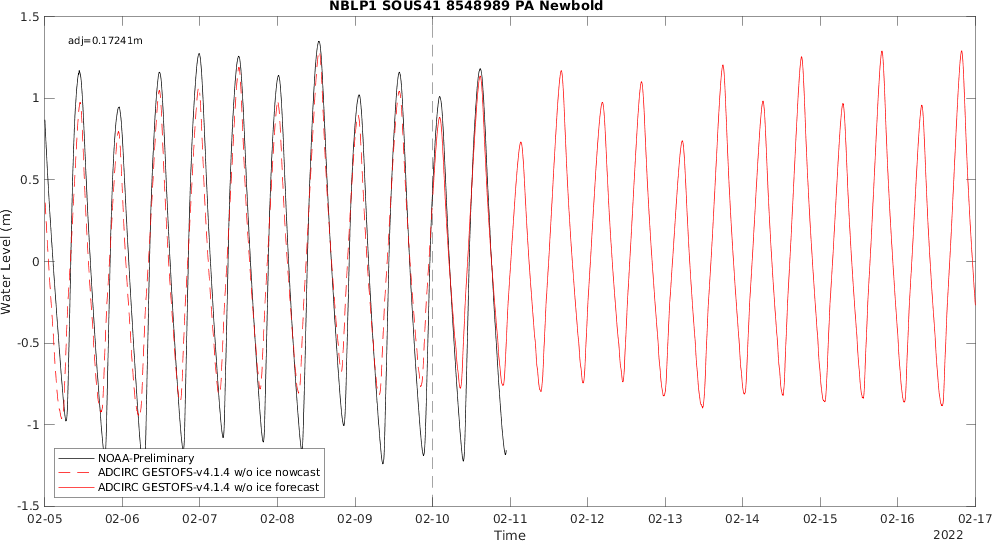 NBLP1 SOUS41 8548989 PA Newbold
adj=0.17241m
Water Level (m)
1.5
1
0.5
0
-0.5
-1
-1.5
NOAA-Preliminary
ADCIRC GESTOFS-v4.1.4 w/o ice nowcast
ADCIRC GESTOFS-v4.1.4 w/o ice forecast
02-05 02-06 02-07 02-08 02-09 02-10 02-11 02-12 02-13 02-14 02-15 02-16 02-17
Time
2022